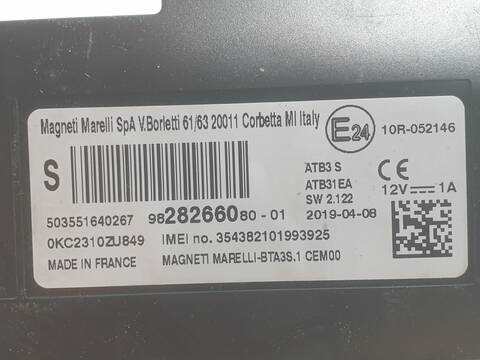 Magneti Marelli SpA V.Borletti 61/63 20011 Corbetta MI Italy
E24 10R-052146
S
ATB3 S
ATB31EA
SW 2.122
2019-04-08
CE
12V⎓1A
503551640267 9828266080-01
0KC2310ZU849 IMEI no. 354382101993925
MADE IN FRANCE MAGNETI MARELLI-BTA3S.1 CEM00